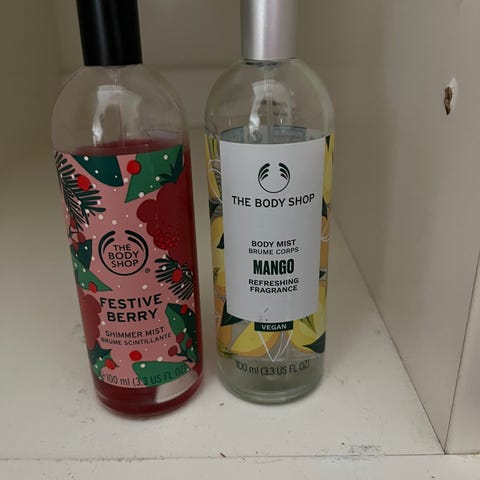 THE
BODY
SHOP
®
FESTIVE
BERRY
SHIMMER MIST
BRUME SCINTILLANTE
℮100 ml (3.3 US FL OZ)
THE BODY SHOP
BODY MIST
BRUME CORPS
MANGO
REFRESHING
FRAGRANCE
VEGAN
100 ml (3.3 US FL OZ)